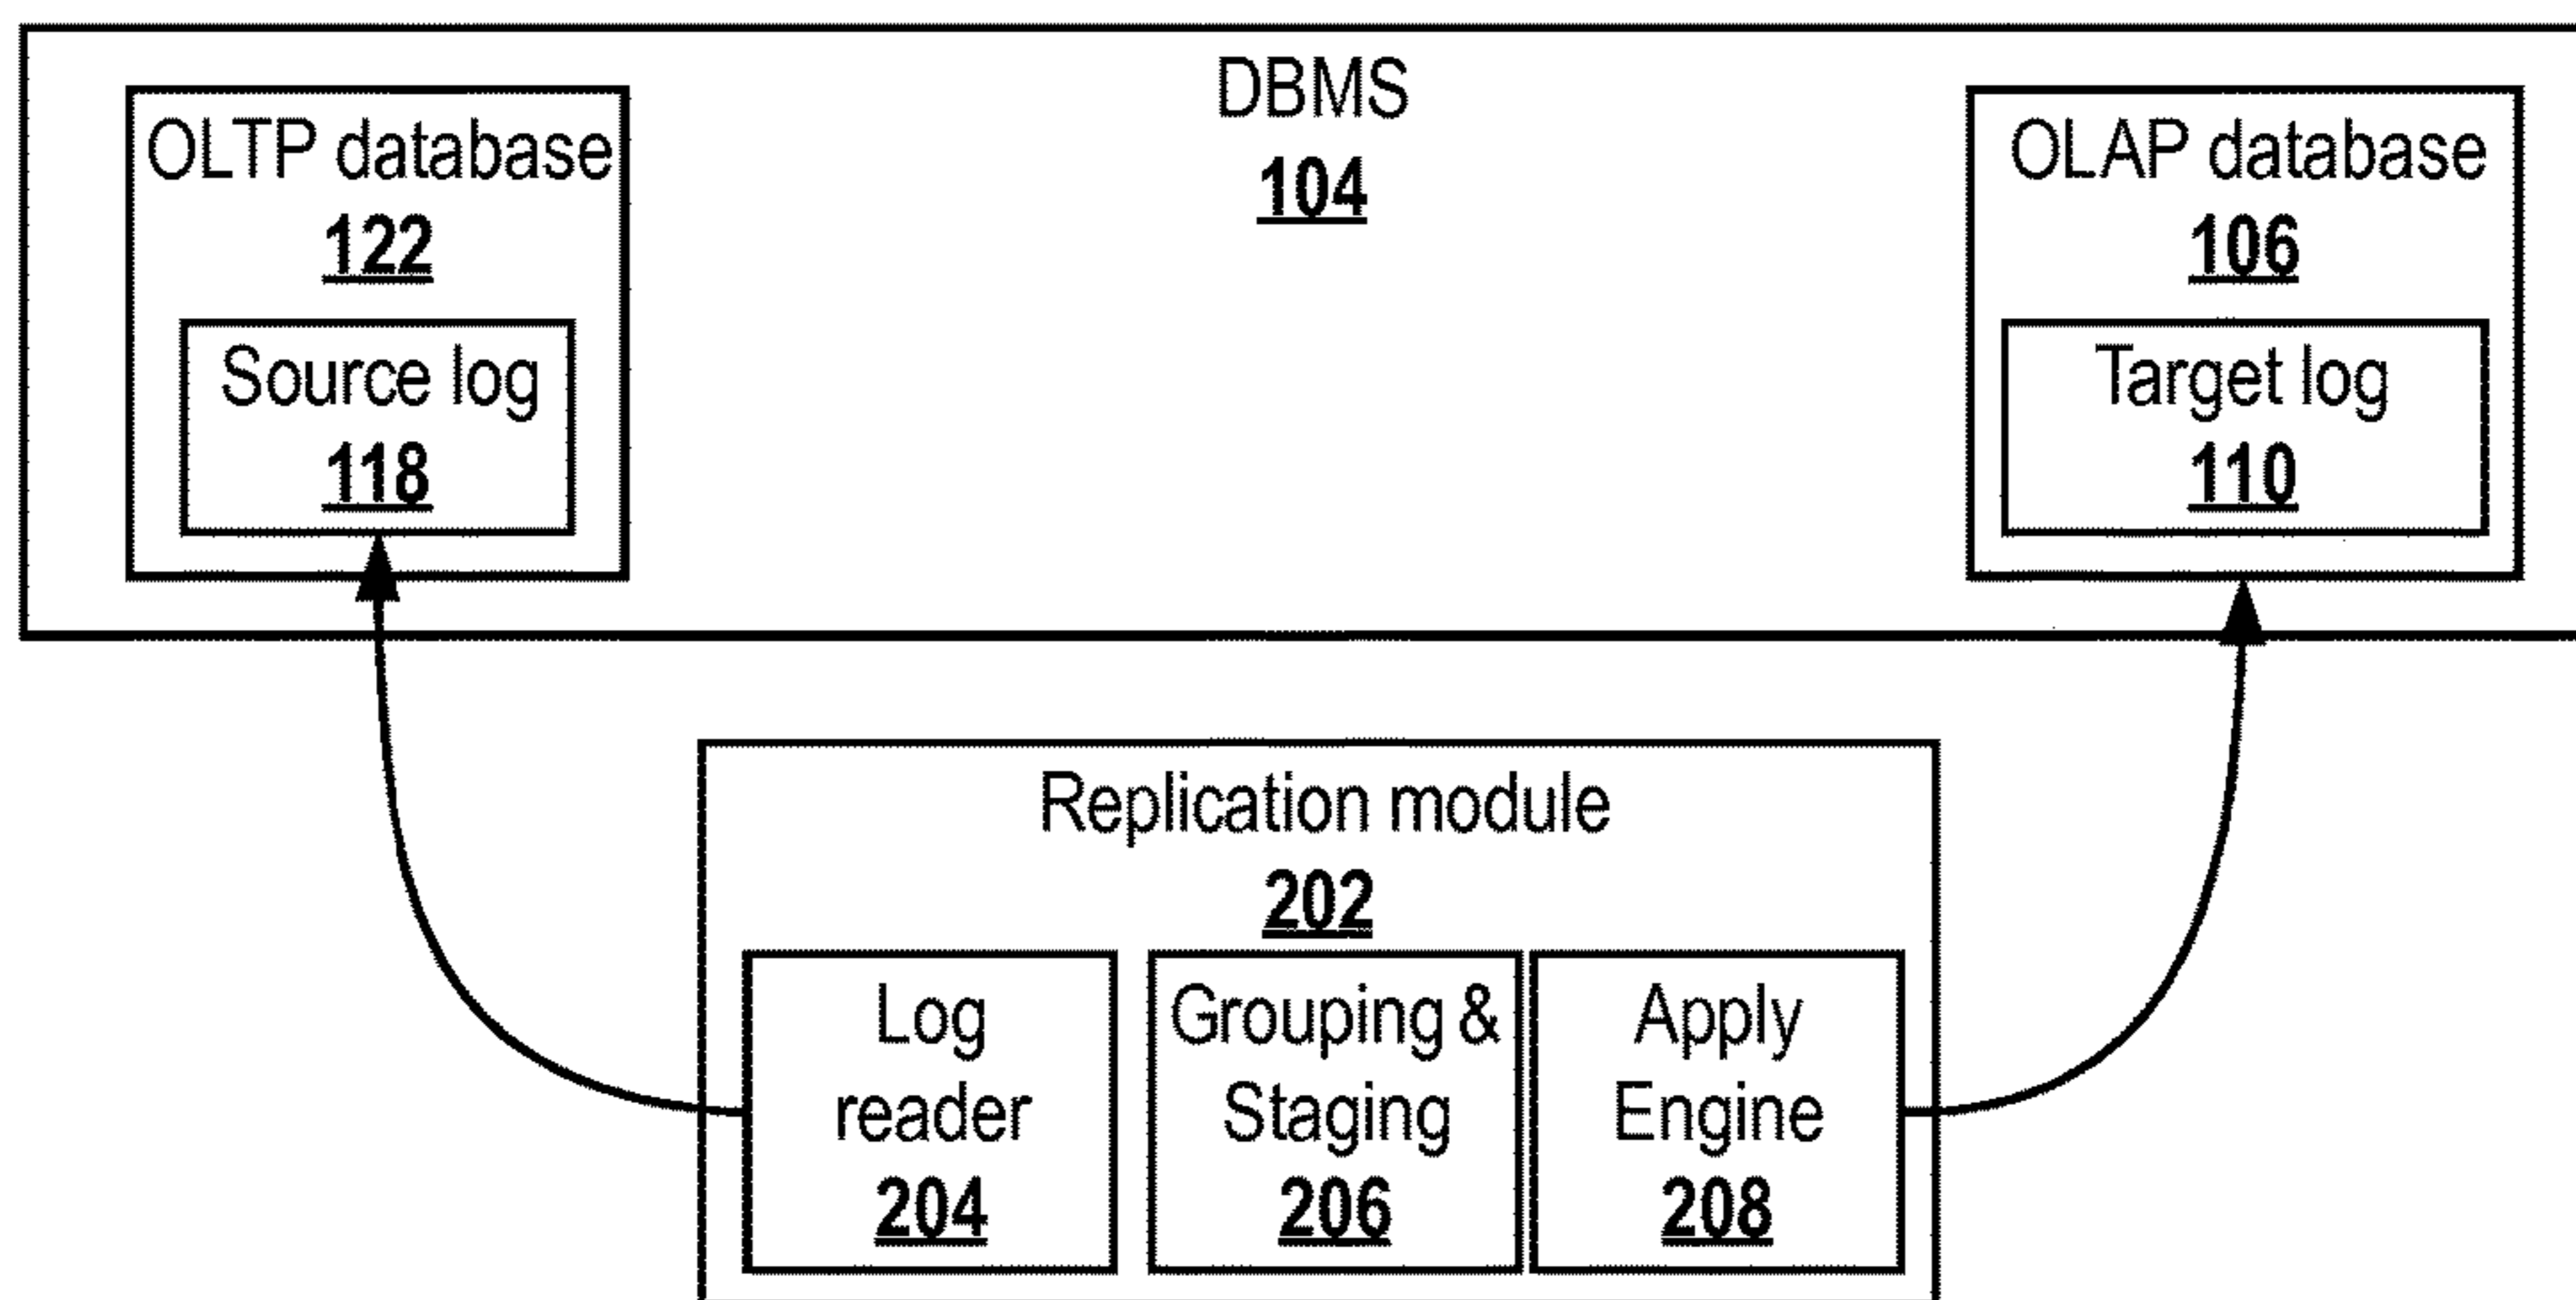 DBMS
104
OLTP database
122
Source log
118
OLAP database
106
Target log
110
Replication module
202
Log
reader
204
Grouping &
Staging
206
Apply
Engine
208